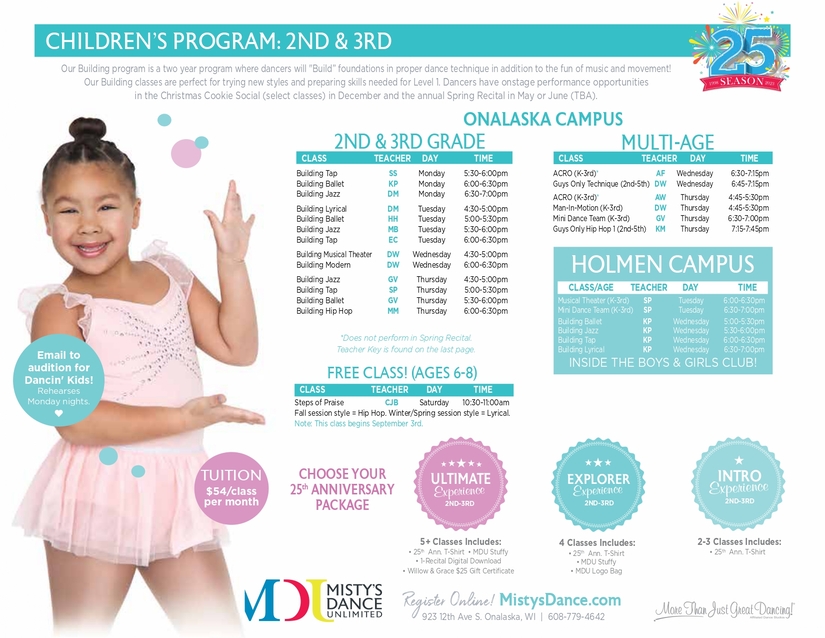 CHILDREN'S PROGRAM: 2ND & 3RD
25
SEASON
Our Building program is a two year program where dancers will "Build" foundations in proper dance technique in addition to the fun of music and movement!
Our Building classes are perfect for trying new styles and preparing skills needed for Level 1. Dancers have onstage performance opportunities
in the Christmas Cookie Social (select classes) in December and the annual Spring Recital in May or June (TBA).
ONALASKA CAMPUS
2ND & 3RD GRADE
CLASS TEACHER DAY TIME
Building Tap SS Monday 5:30-6:00pm
Building Ballet KP Monday 6:00-6:30pm
Building Jazz DM Monday 6:30-7:00pm
Building Lyrical DM Tuesday 4:30-5:00pm
Building Ballet HH Tuesday 5:00-5:30pm
Building Jazz MB Tuesday 5:30-6:00pm
Building Tap EC Tuesday 6:00-6:30pm
Building Musical Theater DW Wednesday 4:30-5:00pm
Building Modern DW Wednesday 6:00-6:30pm
Building Jazz GV Thursday 4:30-5:00pm
Building Tap SP Thursday 5:00-5:30pm
Building Ballet GV Thursday 5:30-6:00pm
Building Hip Hop MM Thursday 6:00-6:30pm
*Does not perform in Spring Recital.
Teacher Key is found on the last page.
MULTI-AGE
CLASS TEACHER DAY TIME
ACRO (K-3rd)* AF Wednesday 6:30-7:15pm
Guys Only Technique (2nd-5th) DW Wednesday 6:45-7:15pm
ACRO (K-3rd)* AW Thursday 4:45-5:30pm
Man-In-Motion (K-3rd) DW Thursday 4:45-5:30pm
Mini Dance Team (K-3rd) GV Thursday 6:30-7:00pm
Guys Only Hip Hop 1 (2nd-5th) KM Thursday 7:15-7:45pm
HOLMEN CAMPUS
CLASS/AGE TEACHER DAY TIME
Musical Theater (K-3rd) SP Tuesday 6:00-6:30pm
Mini Dance Team (K-3rd) SP Tuesday 6:30-7:00pm
Building Ballet KP Wednesday 5:00-5:30pm
Building Jazz KP Wednesday 5:30-6:00pm
Building Tap KP Wednesday 6:00-6:30pm
Building Lyrical KP Wednesday 6:30-7:00pm
INSIDE THE BOYS & GIRLS CLUB!
FREE CLASS! (AGES 6-8)
CLASS TEACHER DAY TIME
Steps of Praise CJB Saturday 10:30-11:00am
Fall session style = Hip Hop. Winter/Spring session style = Lyrical.
Note: This class begins September 3rd.
Email to
audition for
Dancin' Kids!
Rehearses
Monday nights.
TUITION
$54/class
per month
CHOOSE YOUR
25th ANNIVERSARY
PACKAGE
ULTIMATE
Experience
2ND-3RD
5+ Classes Includes:
• 25th Ann. T-Shirt • MDU Stuffy
• 1-Recital Digital Download
• Willow & Grace $25 Gift Certificate
EXPLORER
Experience
2ND-3RD
4 Classes Includes:
• 25th Ann. T-Shirt
• MDU Stuffy
• MDU Logo Bag
INTRO
Experience
2ND-3RD
2-3 Classes Includes:
• 25th Ann. T-Shirt
MDU MISTY'S
DANCE
UNLIMITED
Register Online! MistysDance.com
923 12th Ave S. Onalaska, WI | 608-779-4642
More Than Just Great Dancing!